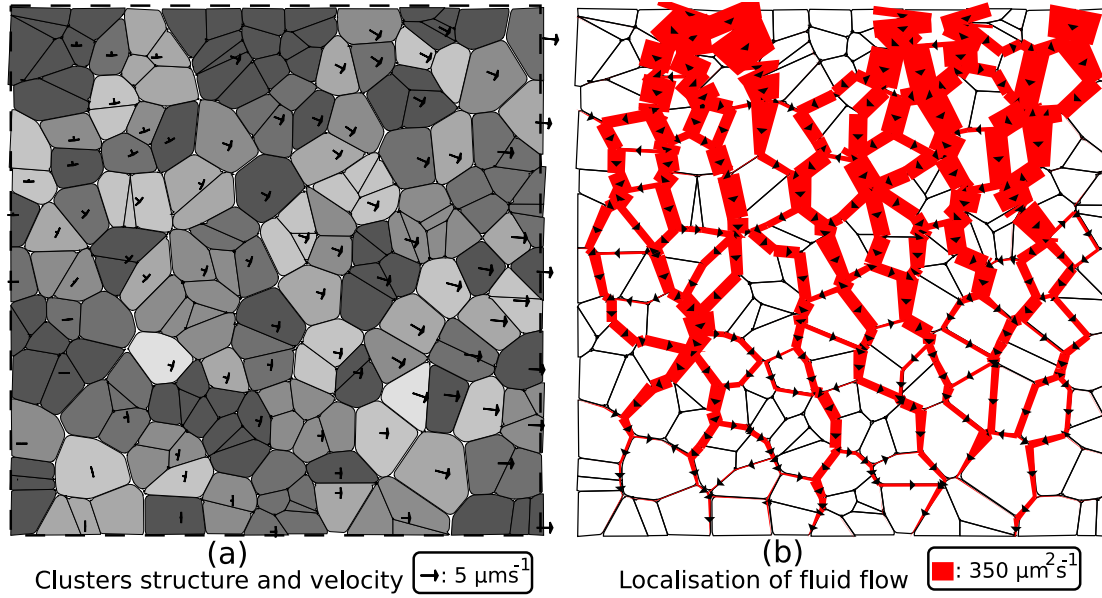 (a)
Clusters structure and velocity
: 5 μms⁻¹
(b)
Localisation of fluid flow
: 350 μm²s⁻¹